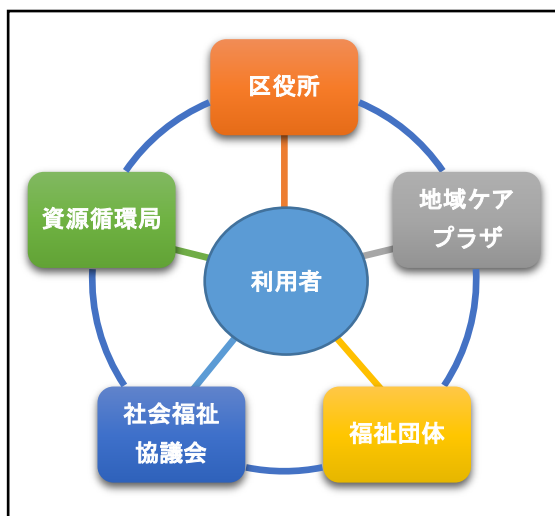 区役所
地域ケア
プラザ
資源循環局
利用者
社会福祉
協議会
福祉団体